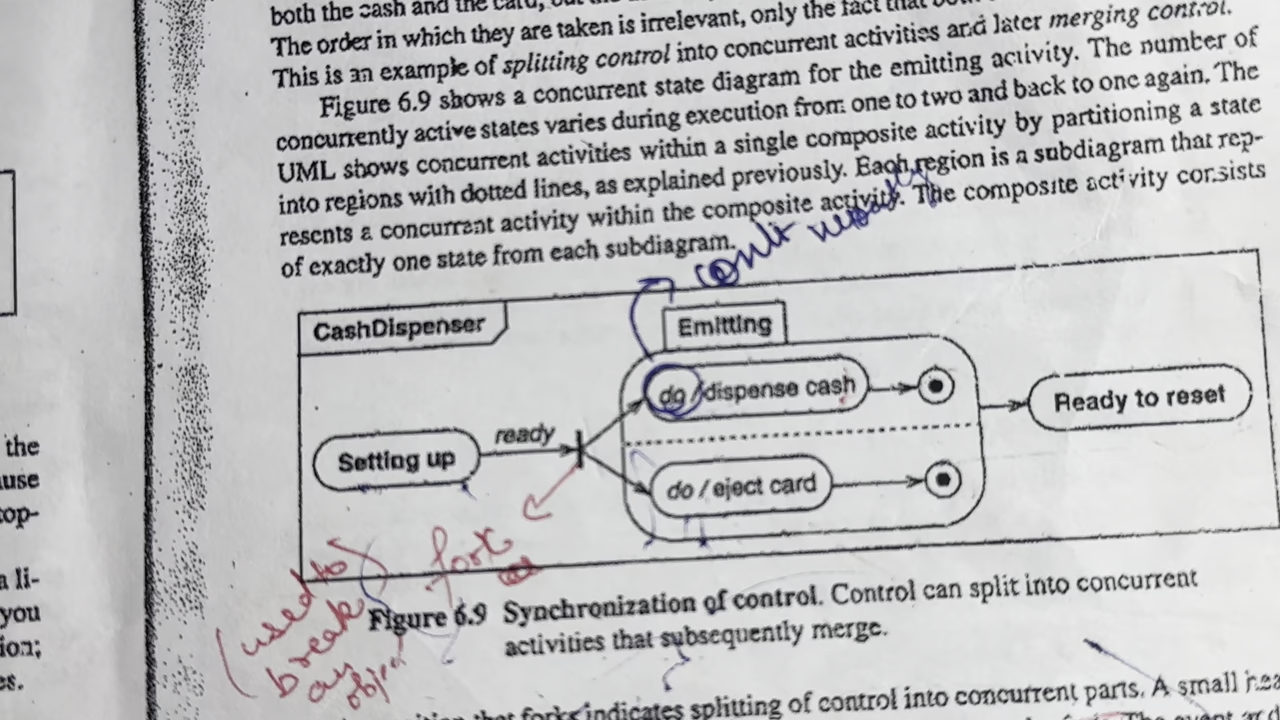 both the cash and the card,
The order in which they are taken is irrelevant, only the fact that
This is an example of splitting control into concurrent activities and later merging control.
Figure 6.9 shows a concurrent state diagram for the emitting activity. The number of
concurrently active states varies during execution from one to two and back to one again. The
UML shows concurrent activities within a single composite activity by partitioning a state
into regions with dotted lines, as explained previously. Each region is a subdiagram that rep-
resents a concurrent activity within the composite activity. The composite activity consists
of exactly one state from each subdiagram.
CashDispenser
Emitting
do / dispense cash
Ready to reset
ready
Setting up
do / eject card
fork
(used to
break
an
Figure 6.9 Synchronization of control. Control can split into concurrent
activities that subsequently merge.
that forks indicates splitting of control into concurrent parts. A small
the
use
top-
a li-
you
ion;
es.